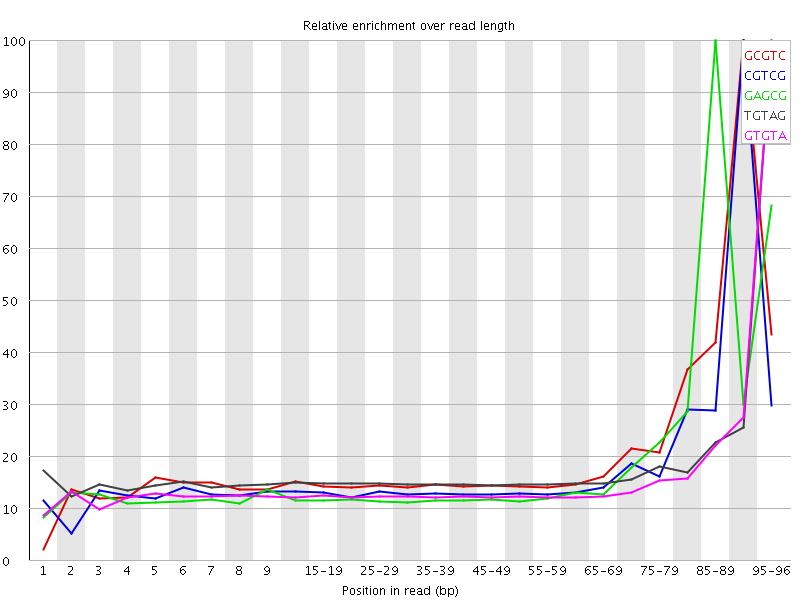 Relative enrichment over read length
100
90
80
70
60
50
40
30
20
10
0
GCGTC
CGTCG
GAGCG
TGTAG
GTGTA
1 2 3 4 5 6 7 8 9 15-19 25-29 35-39 45-49 55-59 65-69 75-79 85-89 95-96
Position in read (bp)